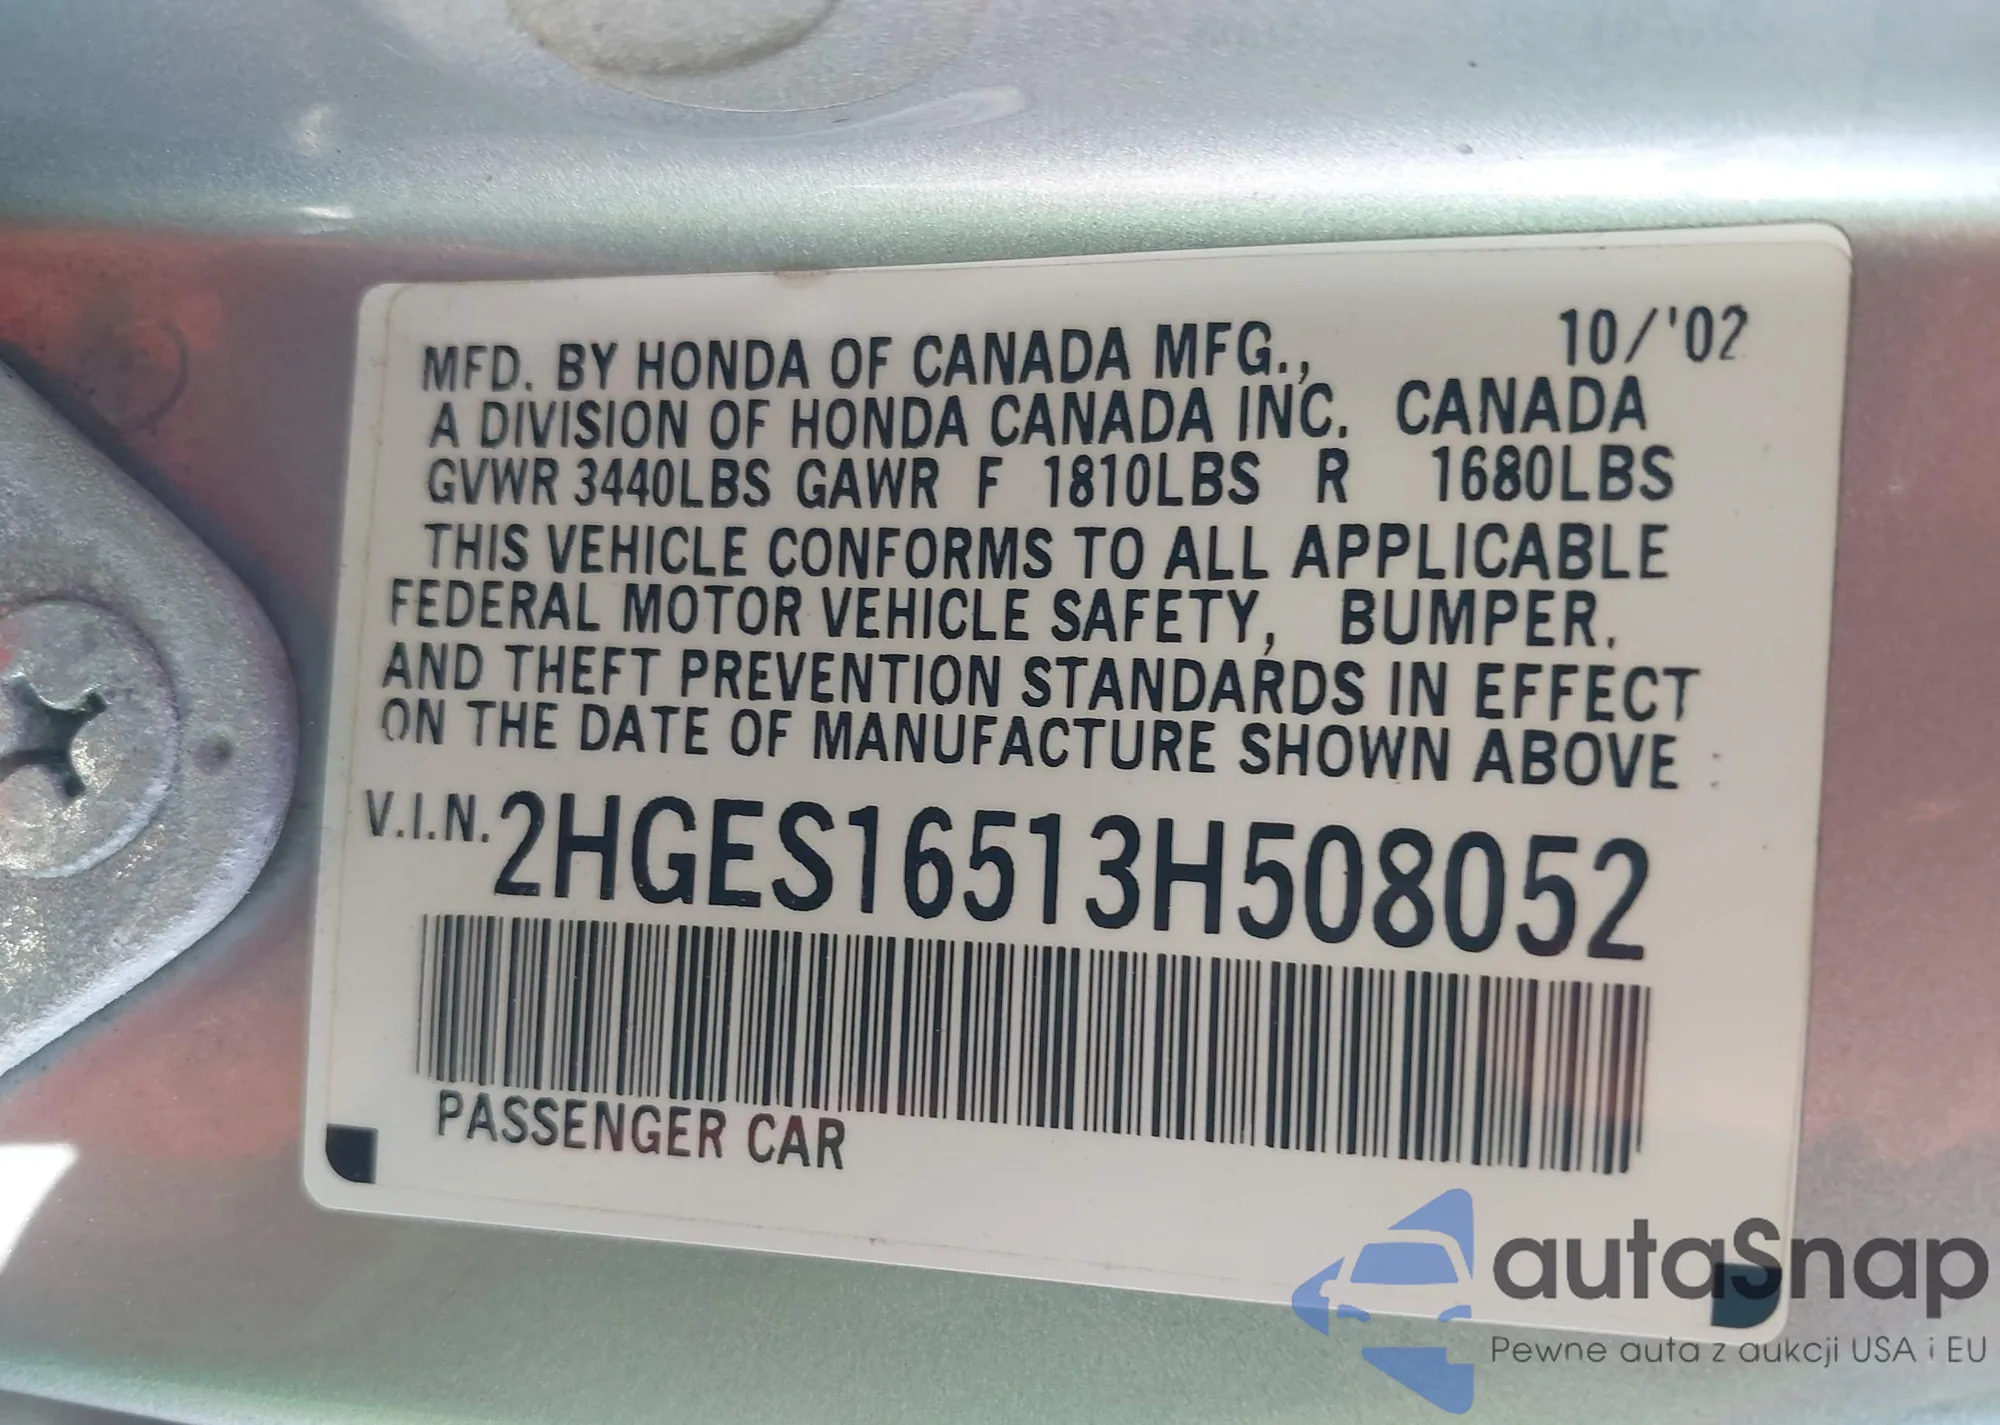 MFD. BY HONDA OF CANADA MFG., 10/'02
A DIVISION OF HONDA CANADA INC. CANADA
GVWR 3440LBS GAWR F 1810LBS R 1680LBS
THIS VEHICLE CONFORMS TO ALL APPLICABLE
FEDERAL MOTOR VEHICLE SAFETY, BUMPER.
AND THEFT PREVENTION STANDARDS IN EFFECT
ON THE DATE OF MANUFACTURE SHOWN ABOVE
V.I.N. 2HGES16513H508052
PASSENGER CAR
autoSnap
Pewne auta z aukcji USA i EU